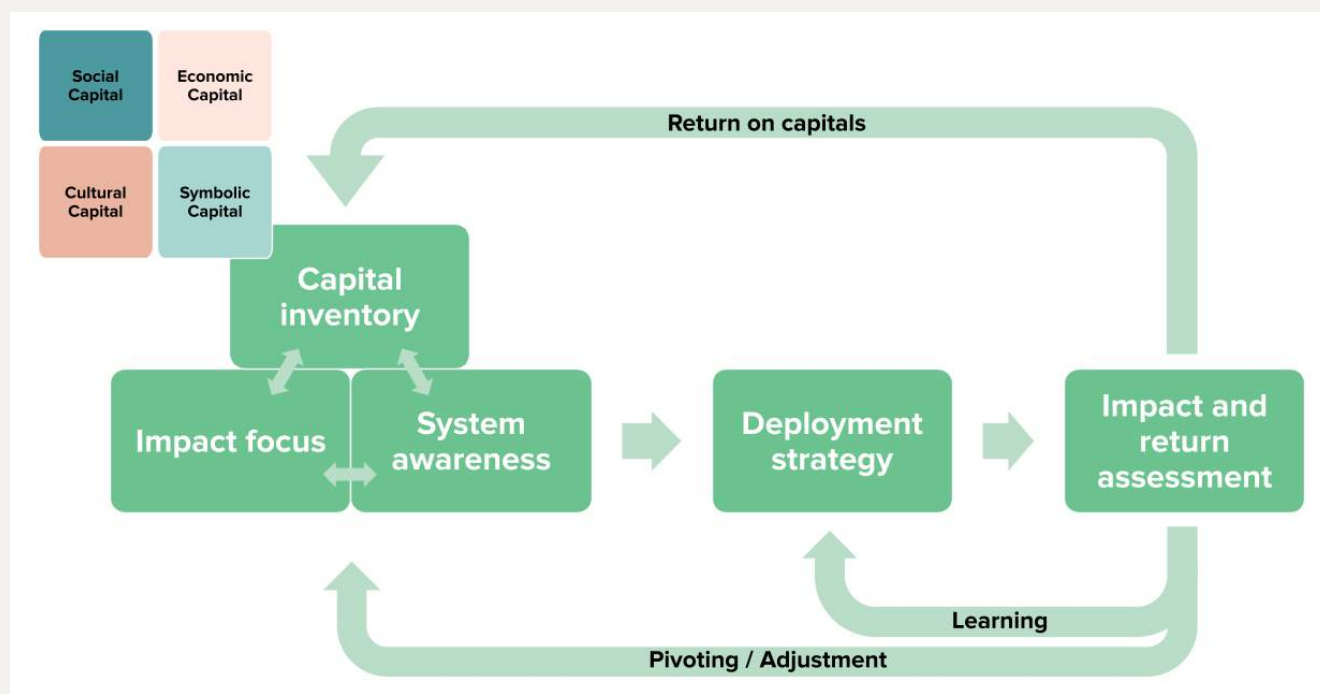 Social
Capital
Economic
Capital
Cultural
Capital
Symbolic
Capital
Return on capitals
Capital
inventory
Impact focus
System
awareness
Deployment
strategy
Impact and
return
assessment
Learning
Pivoting / Adjustment